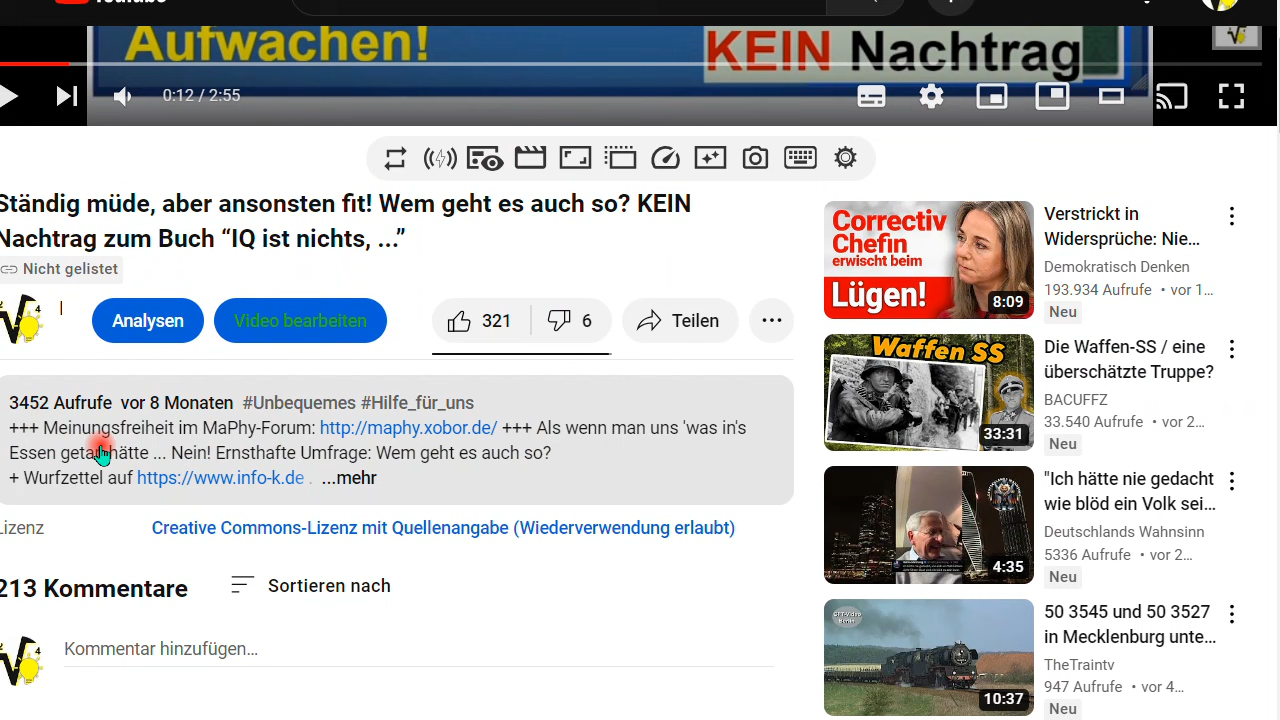 YouTube
Aufwachen!
KEIN Nachtrag
0:12 / 2:55
Ständig müde, aber ansonsten fit! Wem geht es auch so? KEIN
Nachtrag zum Buch “IQ ist nichts, ...”
Nicht gelistet
Analysen
Video bearbeiten
321
6
Teilen
3452 Aufrufe vor 8 Monaten #Unbequemes #Hilfe_für_uns
+++ Meinungsfreiheit im MaPhy-Forum: http://maphy.xobor.de/ +++ Als wenn man uns 'was in's
Essen getan hätte ... Nein! Ernsthafte Umfrage: Wem geht es auch so?
+ Wurfzettel auf https://www.info-k.de . ...mehr
Lizenz
Creative Commons-Lizenz mit Quellenangabe (Wiederverwendung erlaubt)
213 Kommentare
Sortieren nach
Kommentar hinzufügen...
Correctiv
Chefin
erwischt beim
Lügen!
8:09
Verstrickt in
Widersprüche: Nie...
Demokratisch Denken
193.934 Aufrufe • vor 1...
Neu
Waffen SS
33:31
Die Waffen-SS / eine
überschätzte Truppe?
BACUFFZ
33.540 Aufrufe • vor 2...
Neu
4:35
"Ich hätte nie gedacht
wie blöd ein Volk sei...
Deutschlands Wahnsinn
5336 Aufrufe • vor 2...
Neu
10:37
50 3545 und 50 3527
in Mecklenburg unte...
TheTraintv
947 Aufrufe • vor 4...
Neu